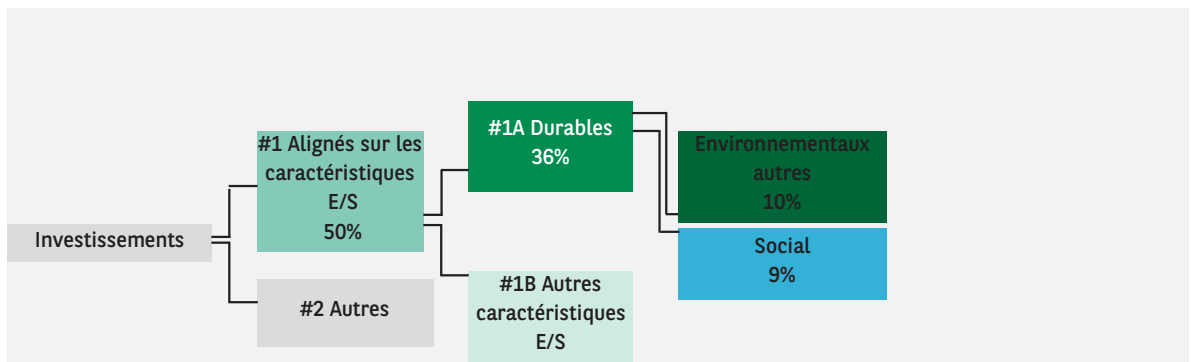 Investissements
#1 Alignés sur les
caractéristiques
E/S
50%
#2 Autres
#1A Durables
36%
#1B Autres
caractéristiques
E/S
Environnementaux
autres
10%
Social
9%